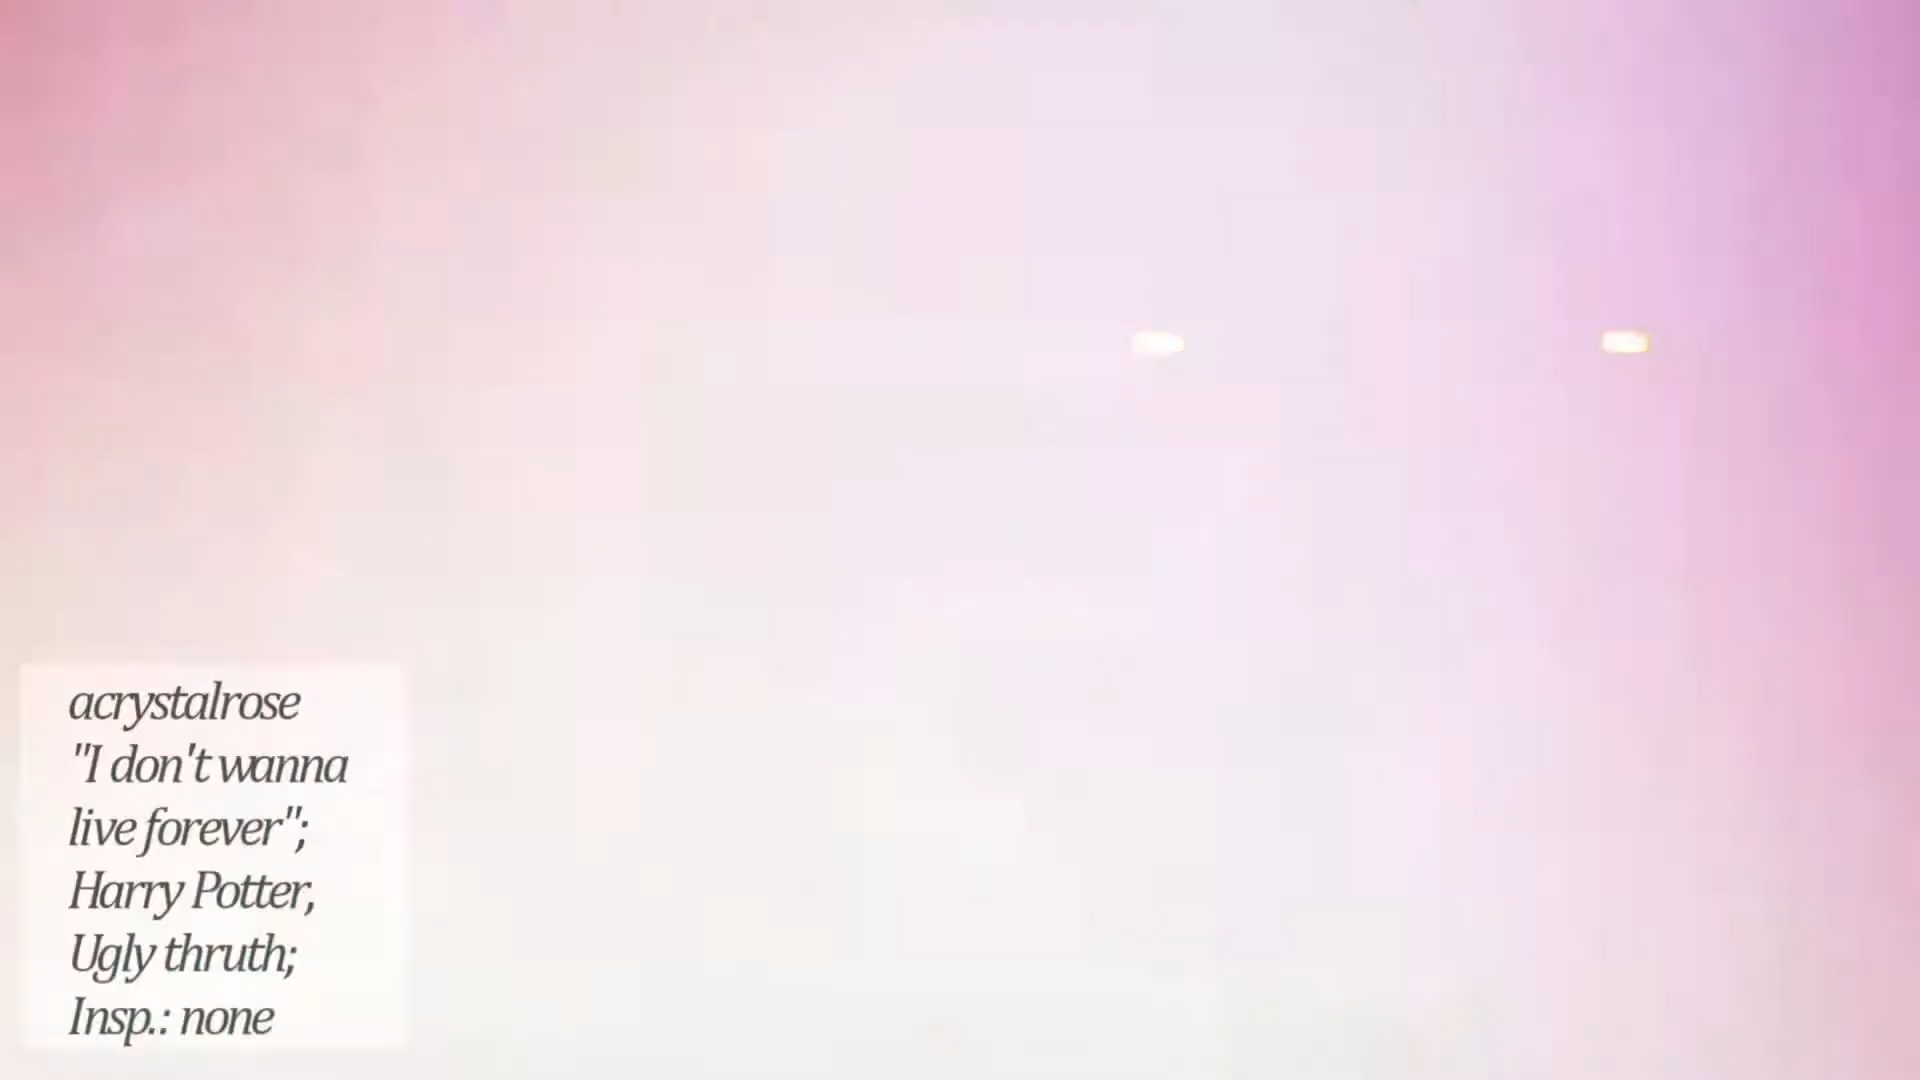 acrystalrose
"I don't wanna
live forever";
Harry Potter,
Ugly thruth;
Insp.: none